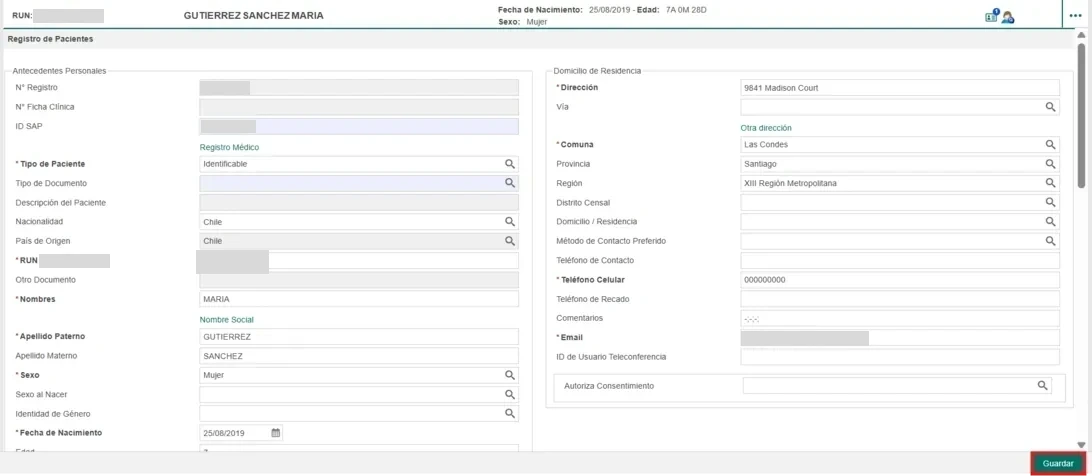 RUN: GUTIERREZ SANCHEZ MARIA Fecha de Nacimiento: 25/08/2019 - Edad: 7A 0M 28D
Sexo: Mujer
1
Registro de Pacientes
Antecedentes Personales
N° Registro
N° Ficha Clínica
ID SAP
Registro Médico
* Tipo de Paciente Identificable
Tipo de Documento
Descripción del Paciente
Nacionalidad Chile
País de Origen Chile
* RUN
Otro Documento
* Nombres MARIA
Nombre Social
* Apellido Paterno GUTIERREZ
Apellido Materno SANCHEZ
* Sexo Mujer
Sexo al Nacer
Identidad de Género
* Fecha de Nacimiento 25/08/2019
Domicilio de Residencia
* Dirección 9841 Madison Court
Vía
Otra dirección
* Comuna Las Condes
Provincia Santiago
Región XIII Región Metropolitana
Distrito Censal
Domicilio / Residencia
Método de Contacto Preferido
Teléfono de Contacto
* Teléfono Celular 000000000
Teléfono de Recado
Comentarios -.-.-.
* Email
ID de Usuario Teleconferencia
Autoriza Consentimiento
Guardar